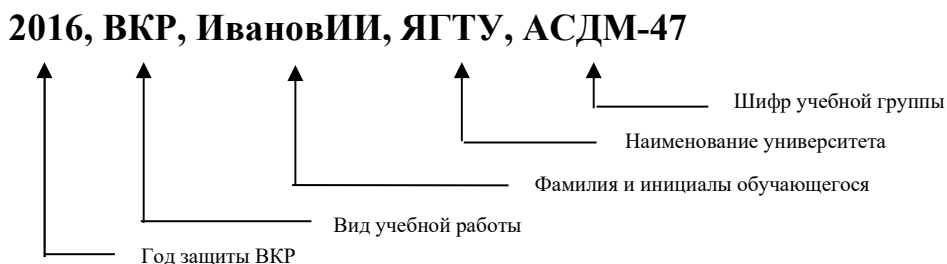 2016, ВКР, ИвановИИ, ЯГТУ, АСДМ-47
Шифр учебной группы
Наименование университета
Фамилия и инициалы обучающегося
Вид учебной работы
Год защиты ВКР